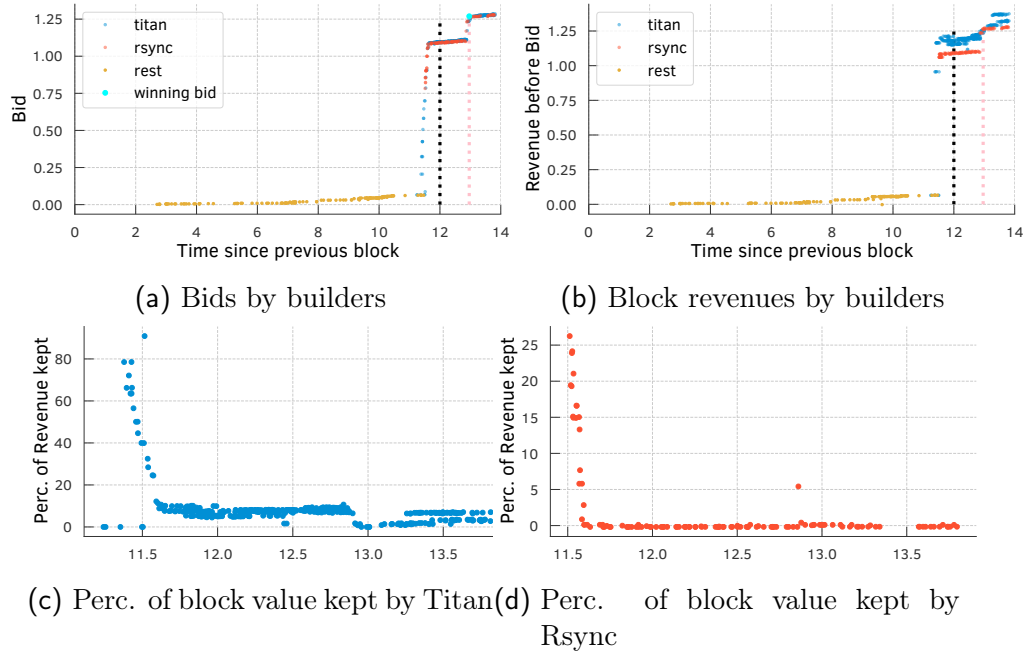 titan
rsync
rest
winning bid
Bid
1.25
1.00
0.75
0.50
0.25
0.00
0 2 4 6 8 10 12 14
Time since previous block
(a) Bids by builders
titan
rsync
rest
Revenue before Bid
1.25
1.00
0.75
0.50
0.25
0.00
0 2 4 6 8 10 12 14
Time since previous block
(b) Block revenues by builders
Perc. of Revenue kept
80
60
40
20
0
11.5 12.0 12.5 13.0 13.5
(c) Perc. of block value kept by Titan
Perc. of Revenue kept
25
20
15
10
5
0
11.5 12.0 12.5 13.0 13.5
(d) Perc. of block value kept by
Rsync